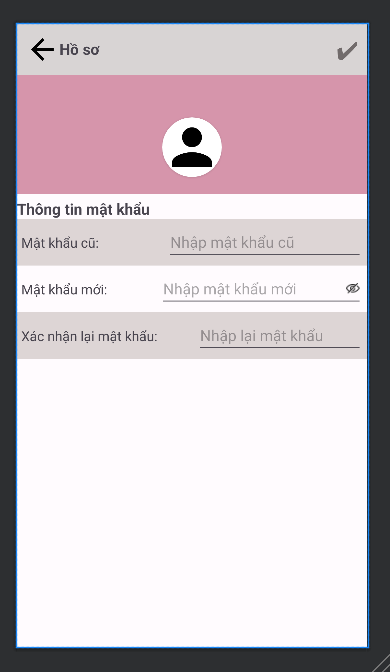 Hồ sơ
Thông tin mật khẩu
Mật khẩu cũ: Nhập mật khẩu cũ
Mật khẩu mới: Nhập mật khẩu mới
Xác nhận lại mật khẩu: Nhập lại mật khẩu